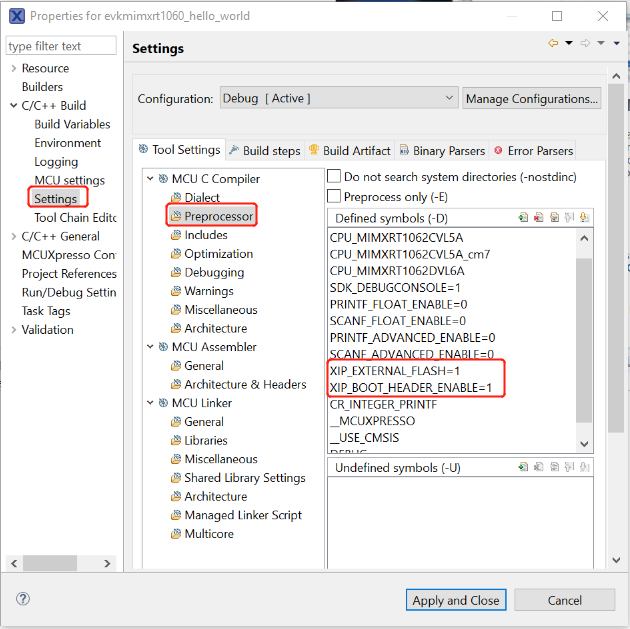 Properties for evkmimxrt1060_hello_world
type filter text
Resource
Builders
C/C++ Build
Build Variables
Environment
Logging
MCU settings
Settings
Tool Chain Edito
C/C++ General
MCUXpresso Con
Project References
Run/Debug Settin
Task Tags
Validation
Settings
Configuration: Debug [ Active ] Manage Configurations...
Tool Settings Build steps Build Artifact Binary Parsers Error Parsers
MCU C Compiler
Dialect
Preprocessor
Includes
Optimization
Debugging
Warnings
Miscellaneous
Architecture
MCU Assembler
General
Architecture & Headers
MCU Linker
General
Libraries
Miscellaneous
Shared Library Settings
Architecture
Managed Linker Script
Multicore
Do not search system directories (-nostdinc)
Preprocess only (-E)
Defined symbols (-D)
CPU_MIMXRT1062CVL5A
CPU_MIMXRT1062CVL5A_cm7
CPU_MIMXRT1062DVL6A
SDK_DEBUGCONSOLE=1
PRINTF_FLOAT_ENABLE=0
SCANF_FLOAT_ENABLE=0
PRINTF_ADVANCED_ENABLE=0
SCANF_ADVANCED_ENABLE=0
XIP_EXTERNAL_FLASH=1
XIP_BOOT_HEADER_ENABLE=1
CR_INTEGER_PRINTF
__MCUXPRESSO
__USE_CMSIS
DEBUG
Undefined symbols (-U)
Apply and Close Cancel